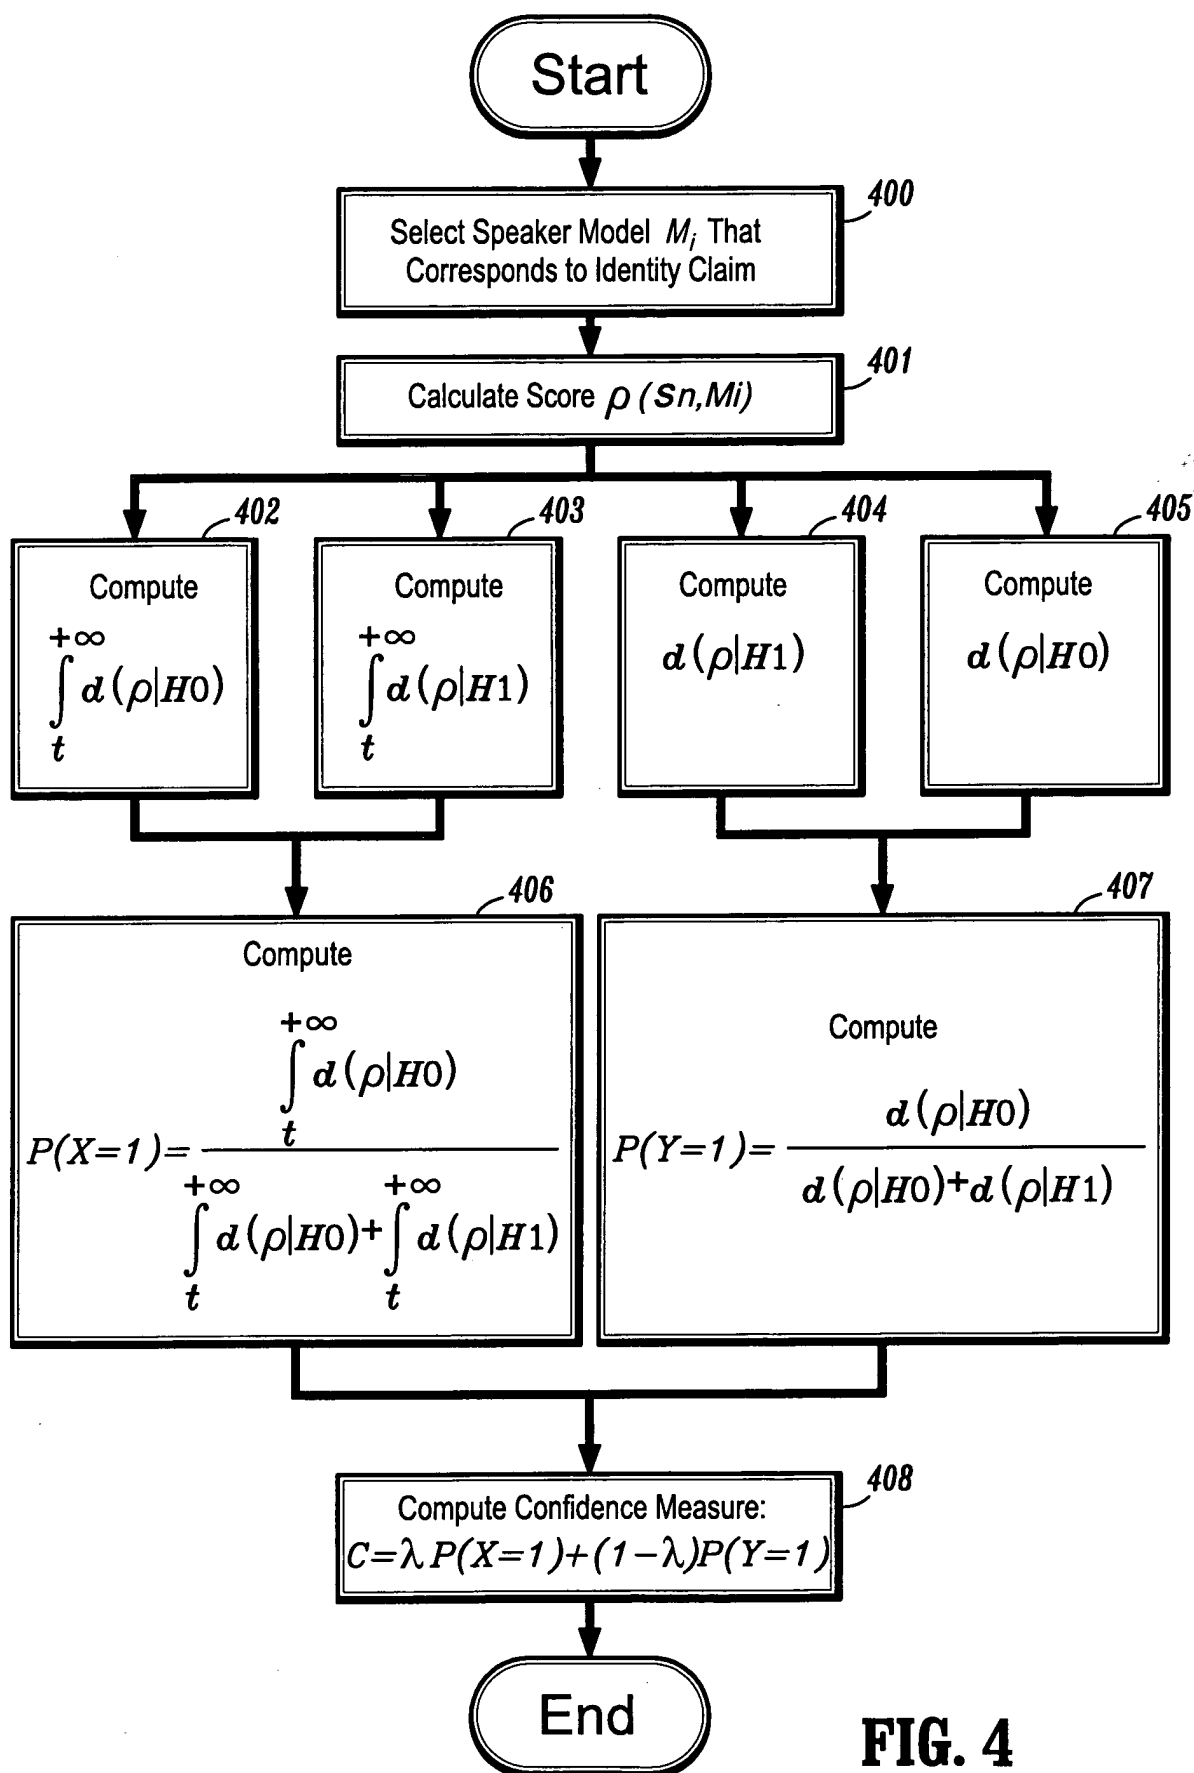 Start
400
Select Speaker Model Mi That
Corresponds to Identity Claim
401
Calculate Score ρ (Sn,Mi)
402
Compute
+∞
∫ d(ρ|H0)
t
403
Compute
+∞
∫ d(ρ|H1)
t
404
Compute
d(ρ|H1)
405
Compute
d(ρ|H0)
406
Compute
+∞
∫ d(ρ|H0)
t
P(X=1)=
+∞ +∞
∫ d(ρ|H0)+∫ d(ρ|H1)
t t
407
Compute
d(ρ|H0)
P(Y=1)=
d(ρ|H0)+d(ρ|H1)
408
Compute Confidence Measure:
C=λP(X=1)+(1-λ)P(Y=1)
End
FIG. 4